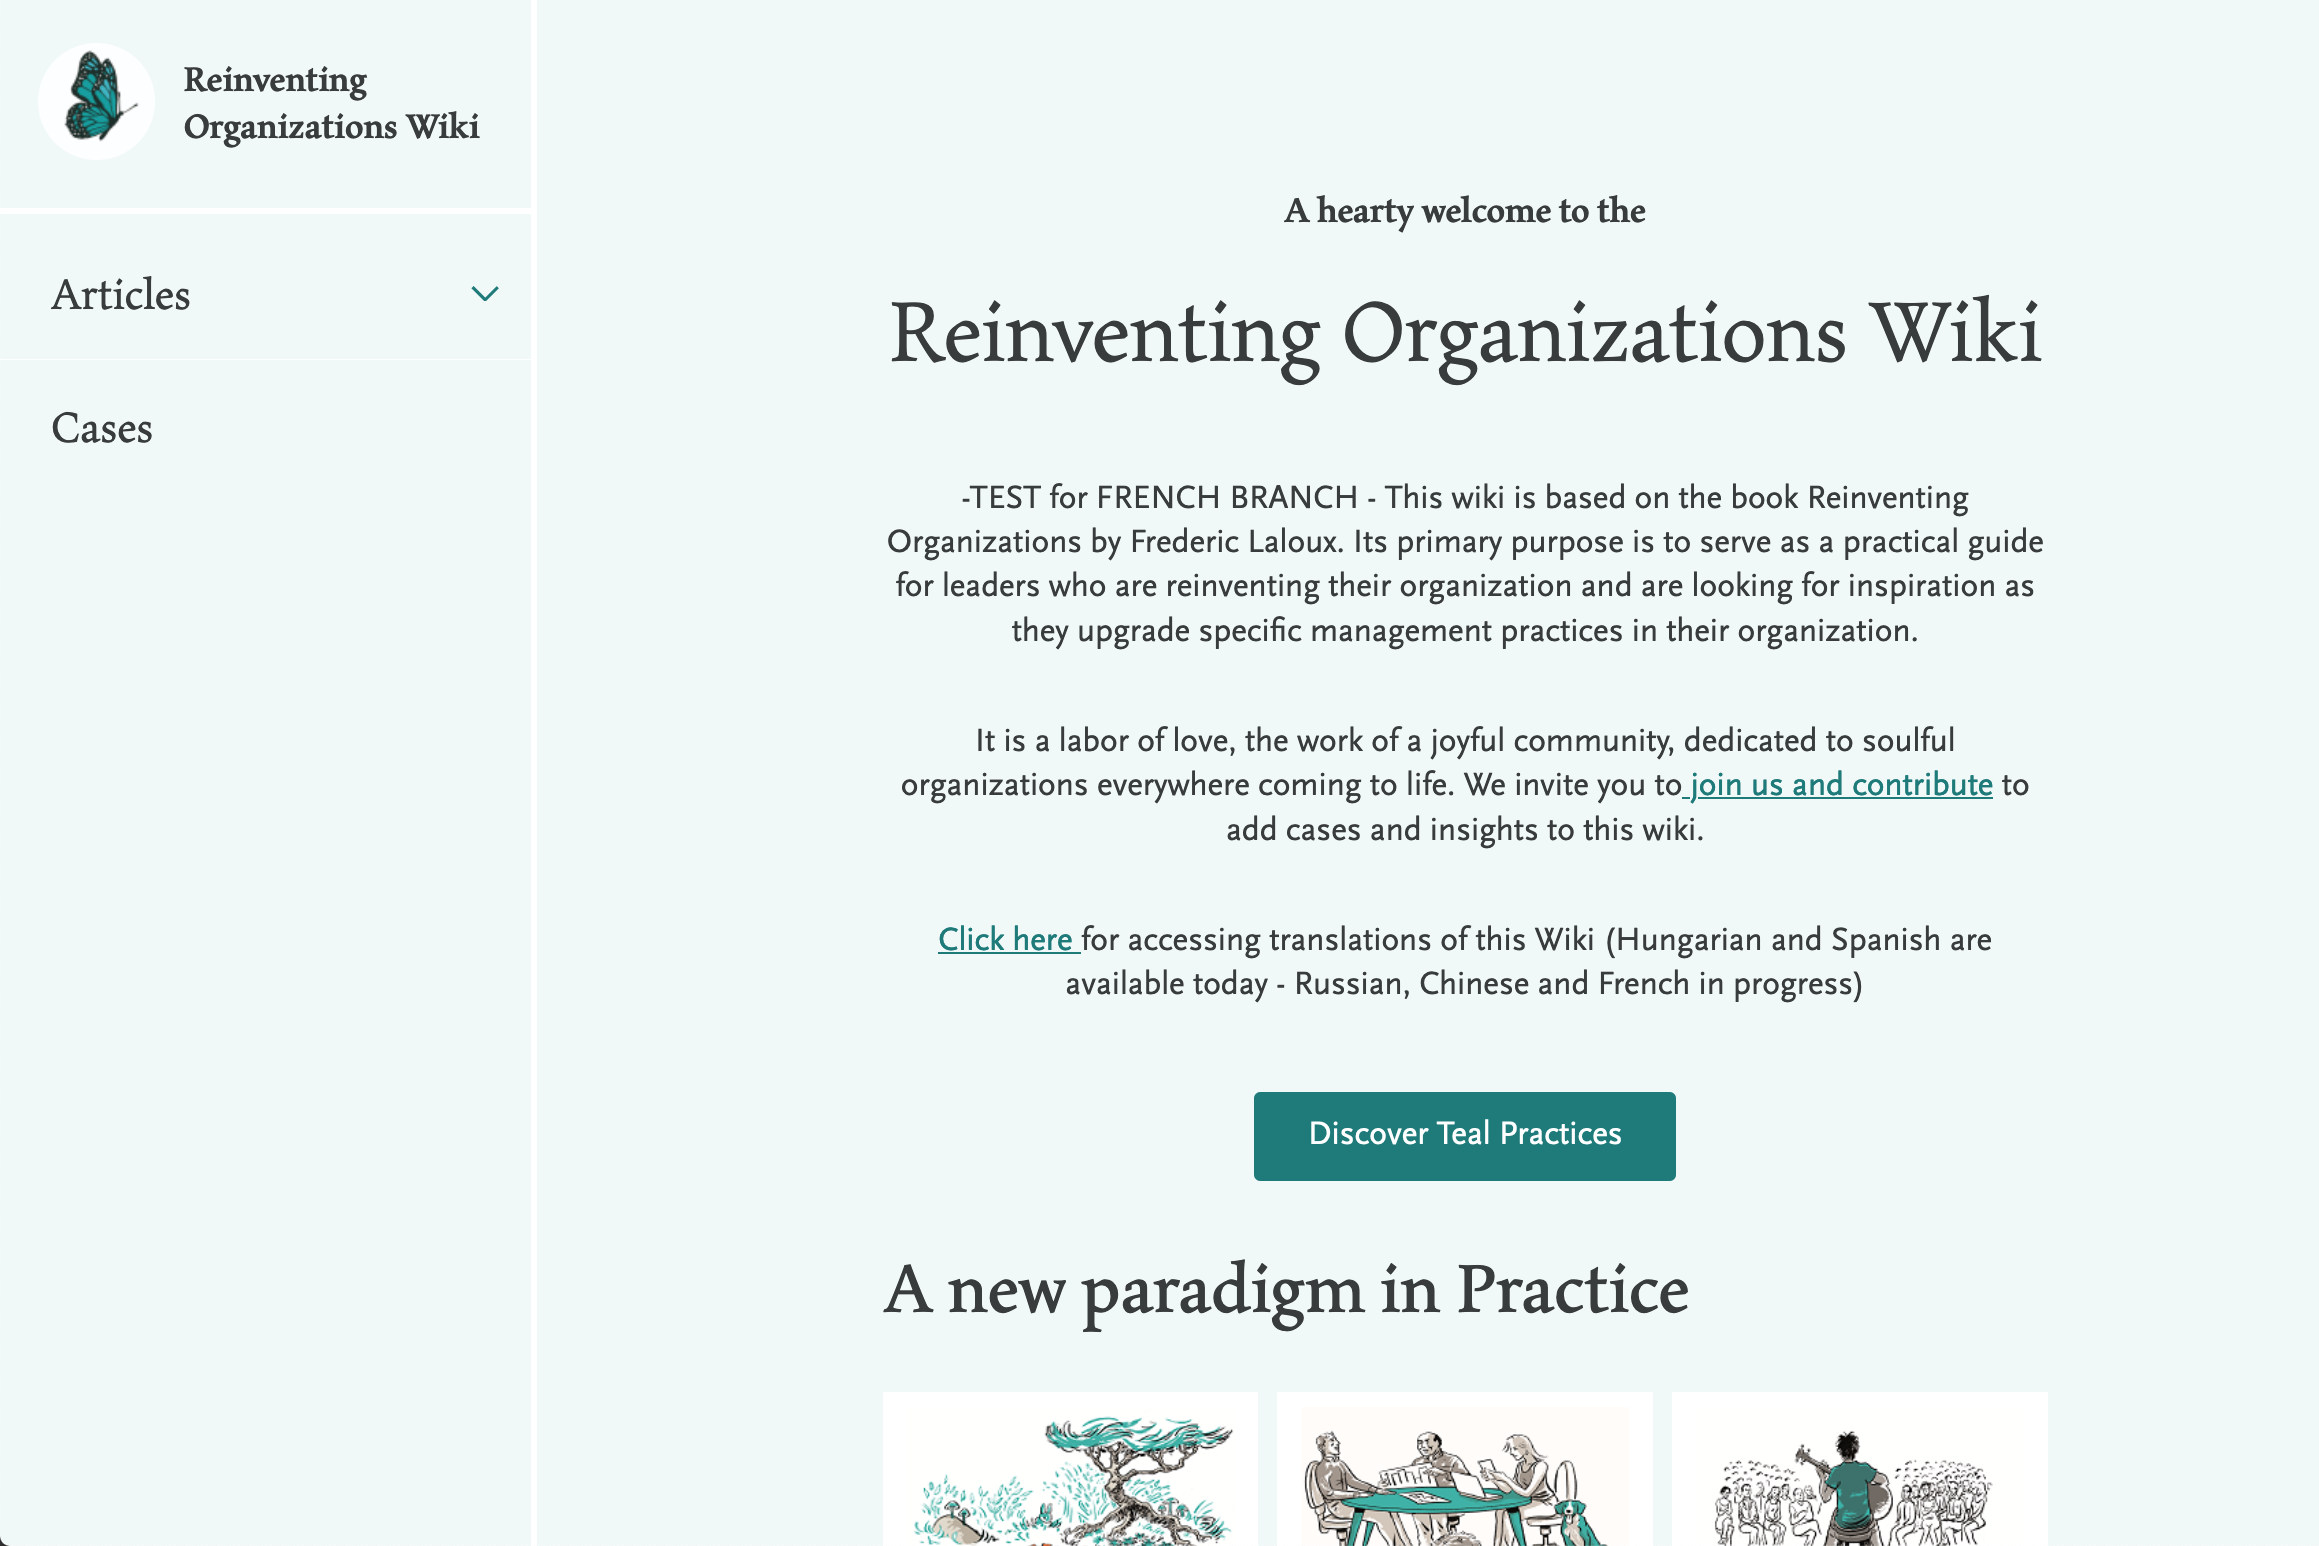 Reinventing
Organizations Wiki
Articles
Cases
A hearty welcome to the
Reinventing Organizations Wiki
-TEST for FRENCH BRANCH - This wiki is based on the book Reinventing
Organizations by Frederic Laloux. Its primary purpose is to serve as a practical guide
for leaders who are reinventing their organization and are looking for inspiration as
they upgrade specific management practices in their organization.
It is a labor of love, the work of a joyful community, dedicated to soulful
organizations everywhere coming to life. We invite you to join us and contribute to
add cases and insights to this wiki.
Click here for accessing translations of this Wiki (Hungarian and Spanish are
available today - Russian, Chinese and French in progress)
Discover Teal Practices
A new paradigm in Practice